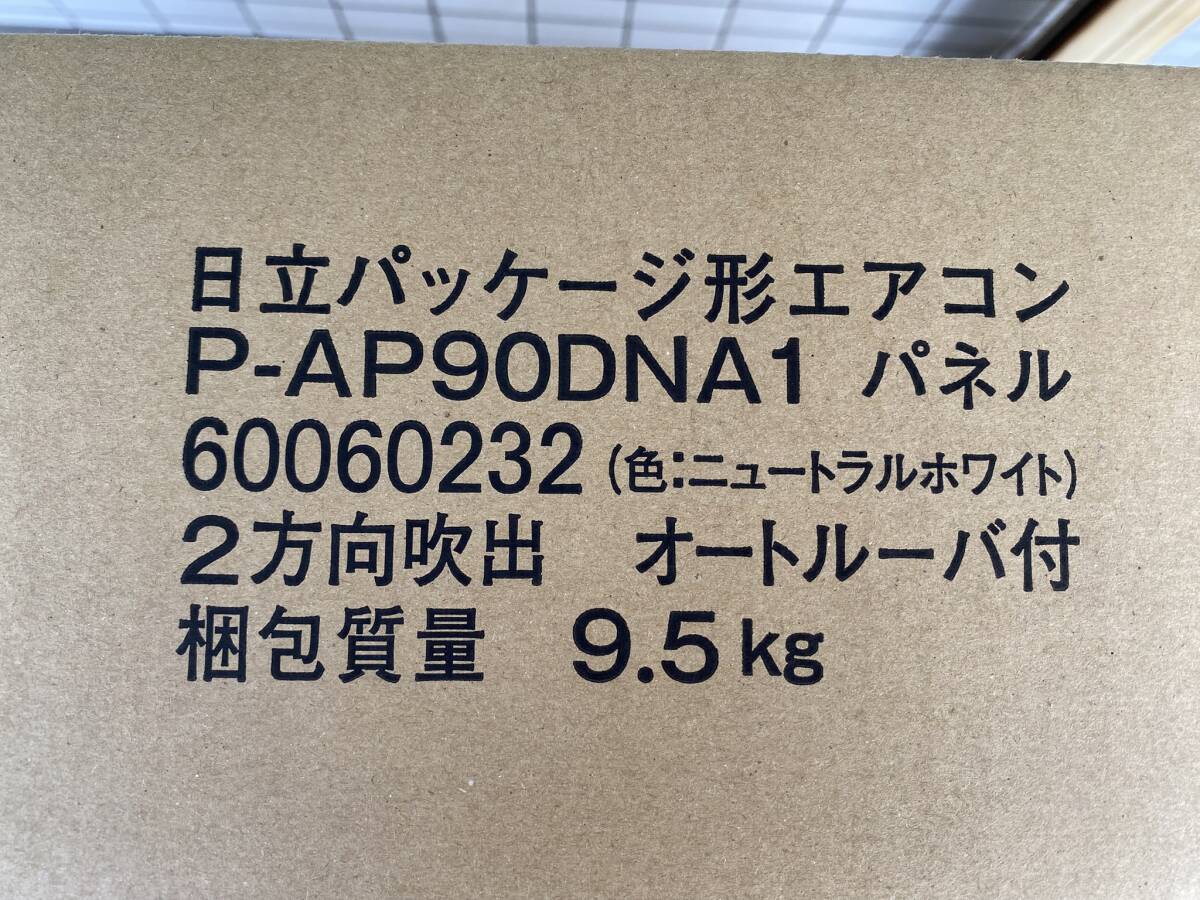 日立パッケージ形エアコン
P-AP90DNA1 パネル
60060232 (色:ニュートラルホワイト)
2方向吹出 オートルーバ付
梱包質量 9.5kg